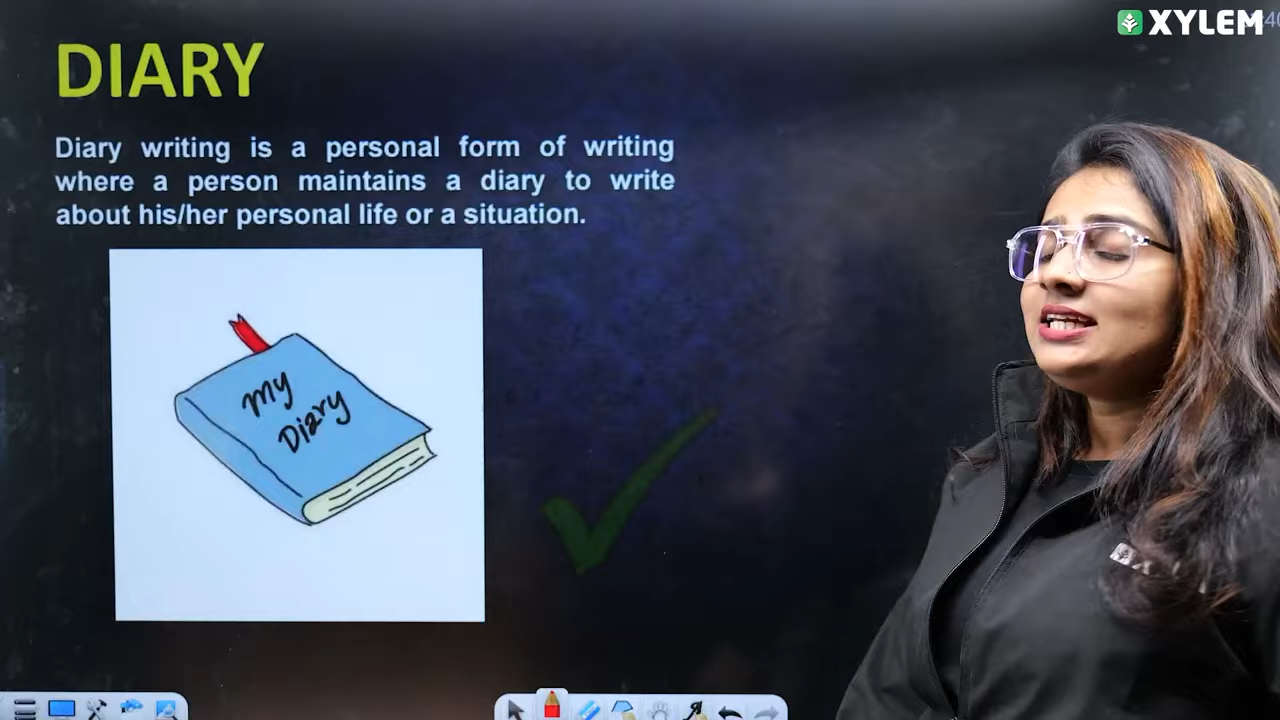 XYLEM
DIARY
Diary writing is a personal form of writing
where a person maintains a diary to write
about his/her personal life or a situation.
My
Diary